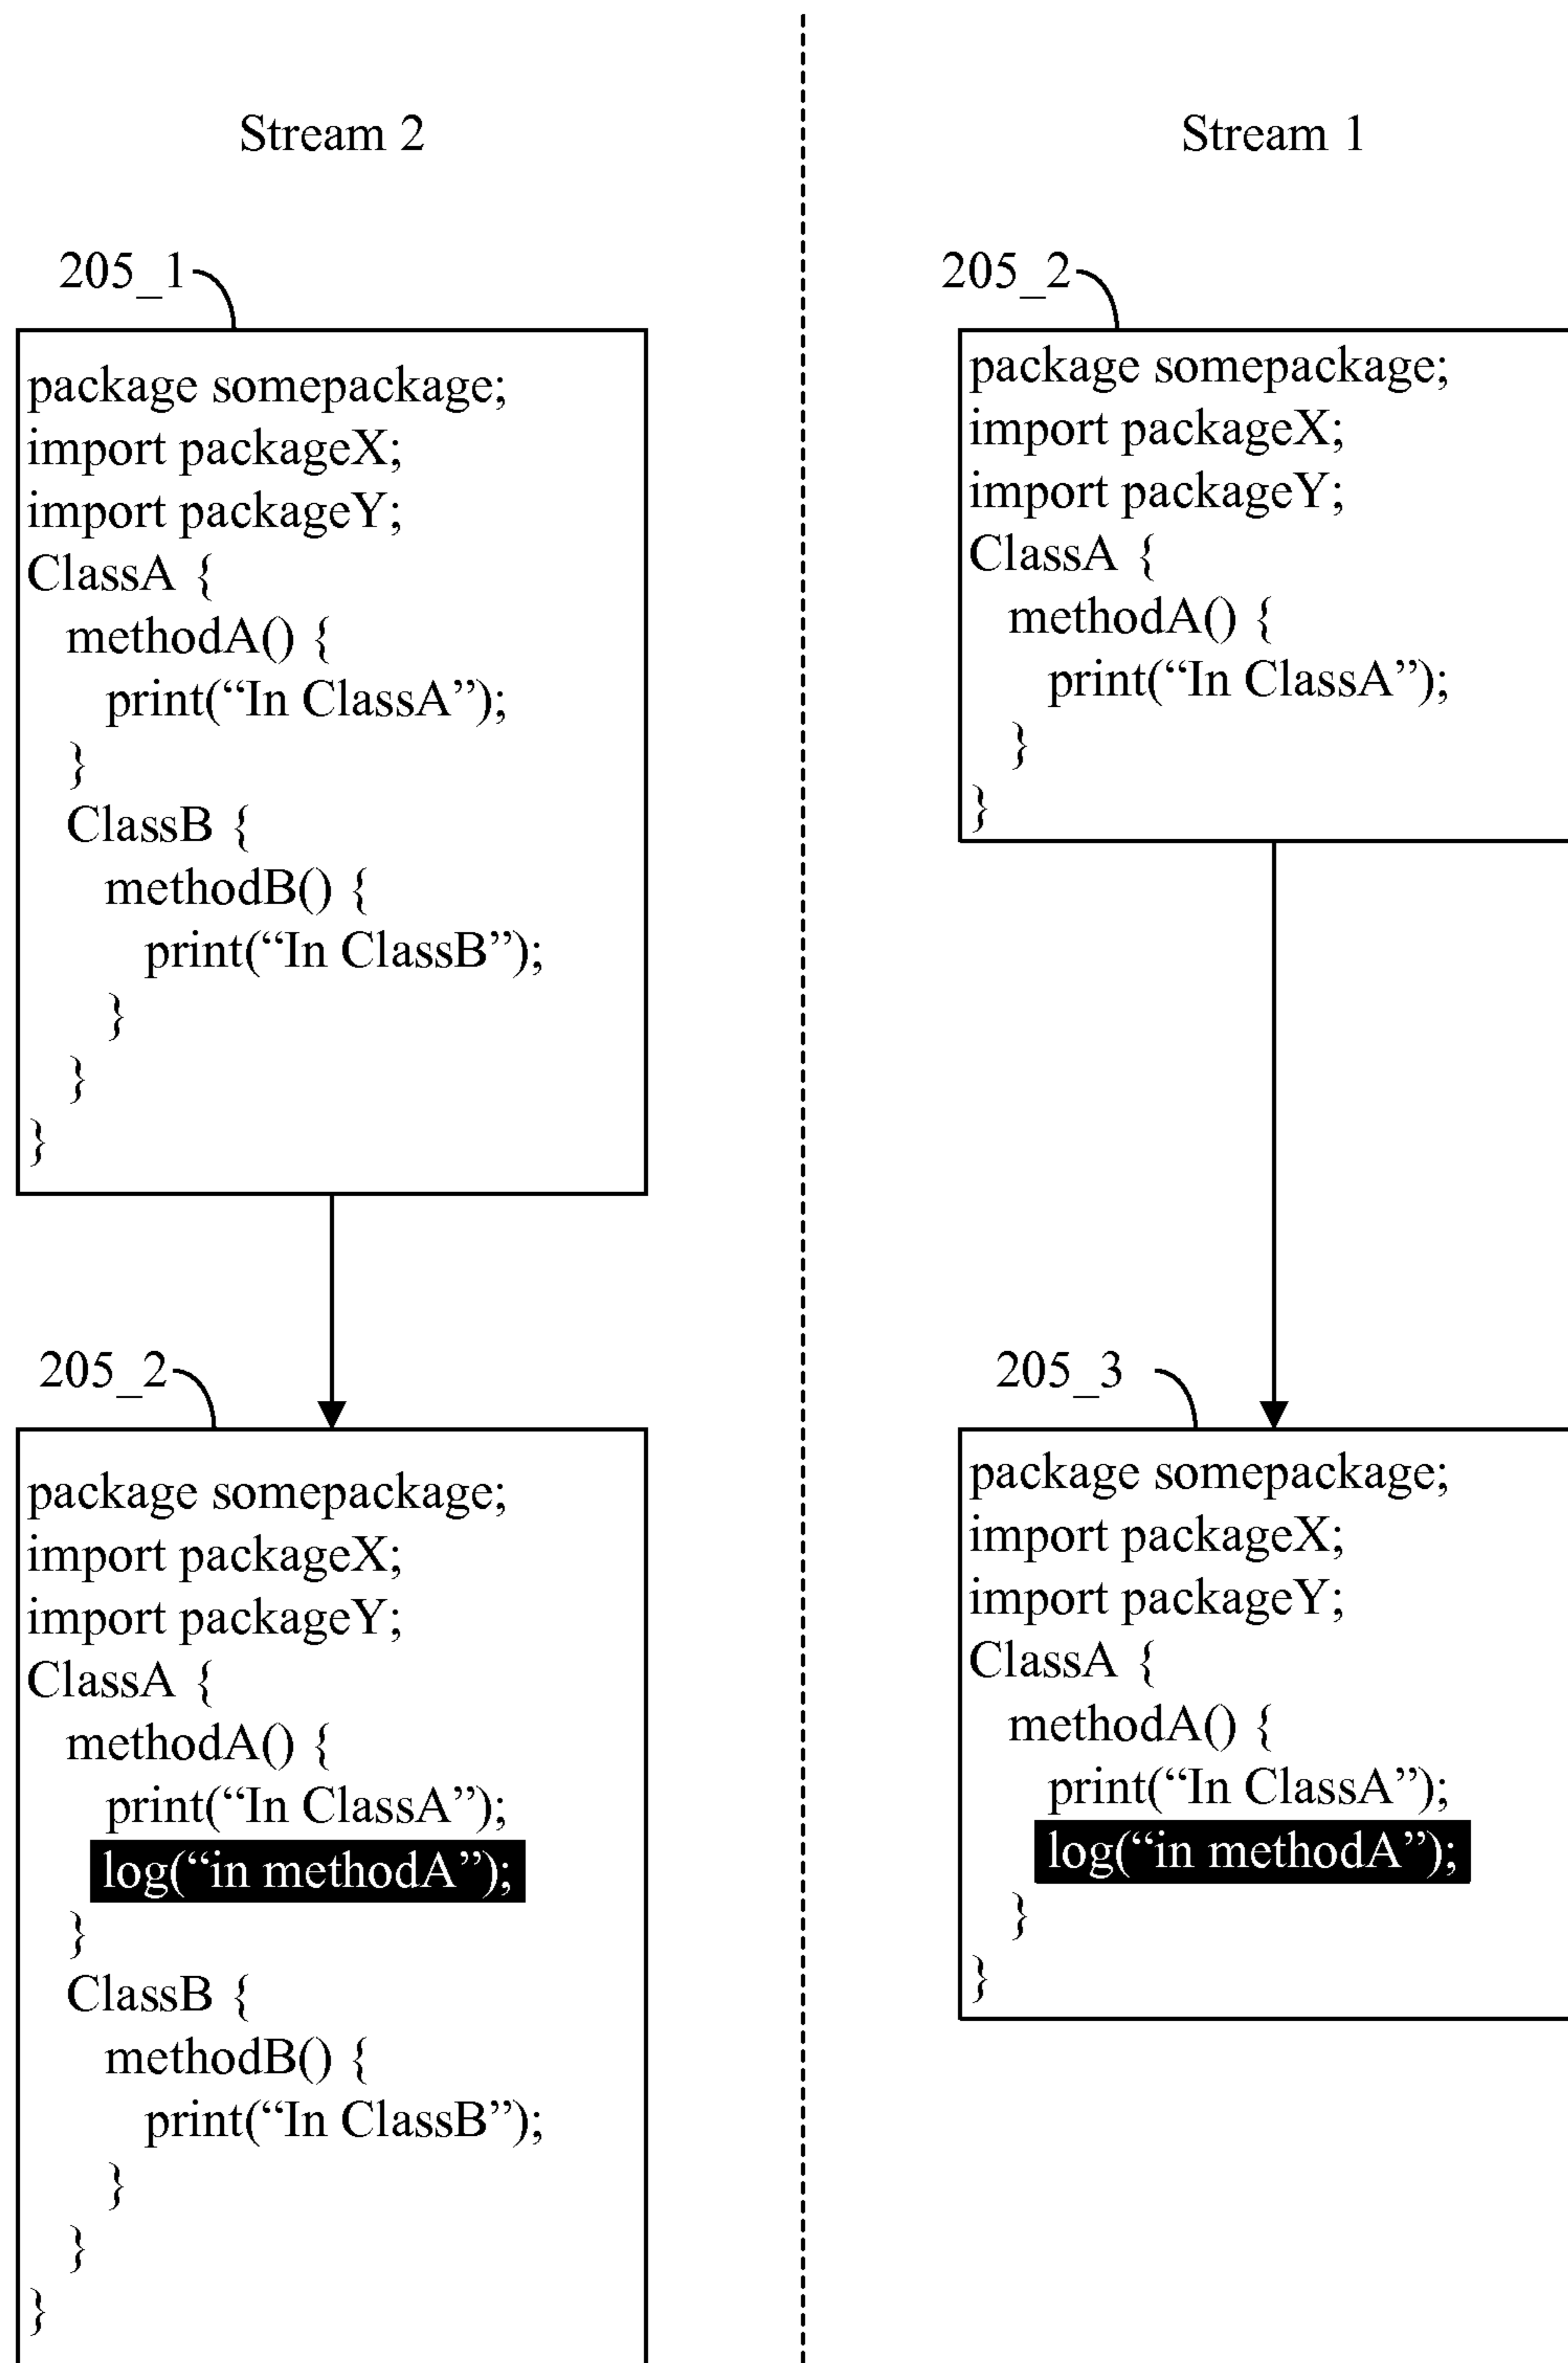 Stream 2
205_1
package somepackage;
import packageX;
import packageY;
ClassA {
methodA() {
print(“In ClassA”);
}
ClassB {
methodB() {
print(“In ClassB”);
}
}
}
205_2
package somepackage;
import packageX;
import packageY;
ClassA {
methodA() {
print(“In ClassA”);
log(“in methodA”);
}
ClassB {
methodB() {
print(“In ClassB”);
}
}
}
Stream 1
205_2
package somepackage;
import packageX;
import packageY;
ClassA {
methodA() {
print(“In ClassA”);
}
}
205_3
package somepackage;
import packageX;
import packageY;
ClassA {
methodA() {
print(“In ClassA”);
log(“in methodA”);
}
}